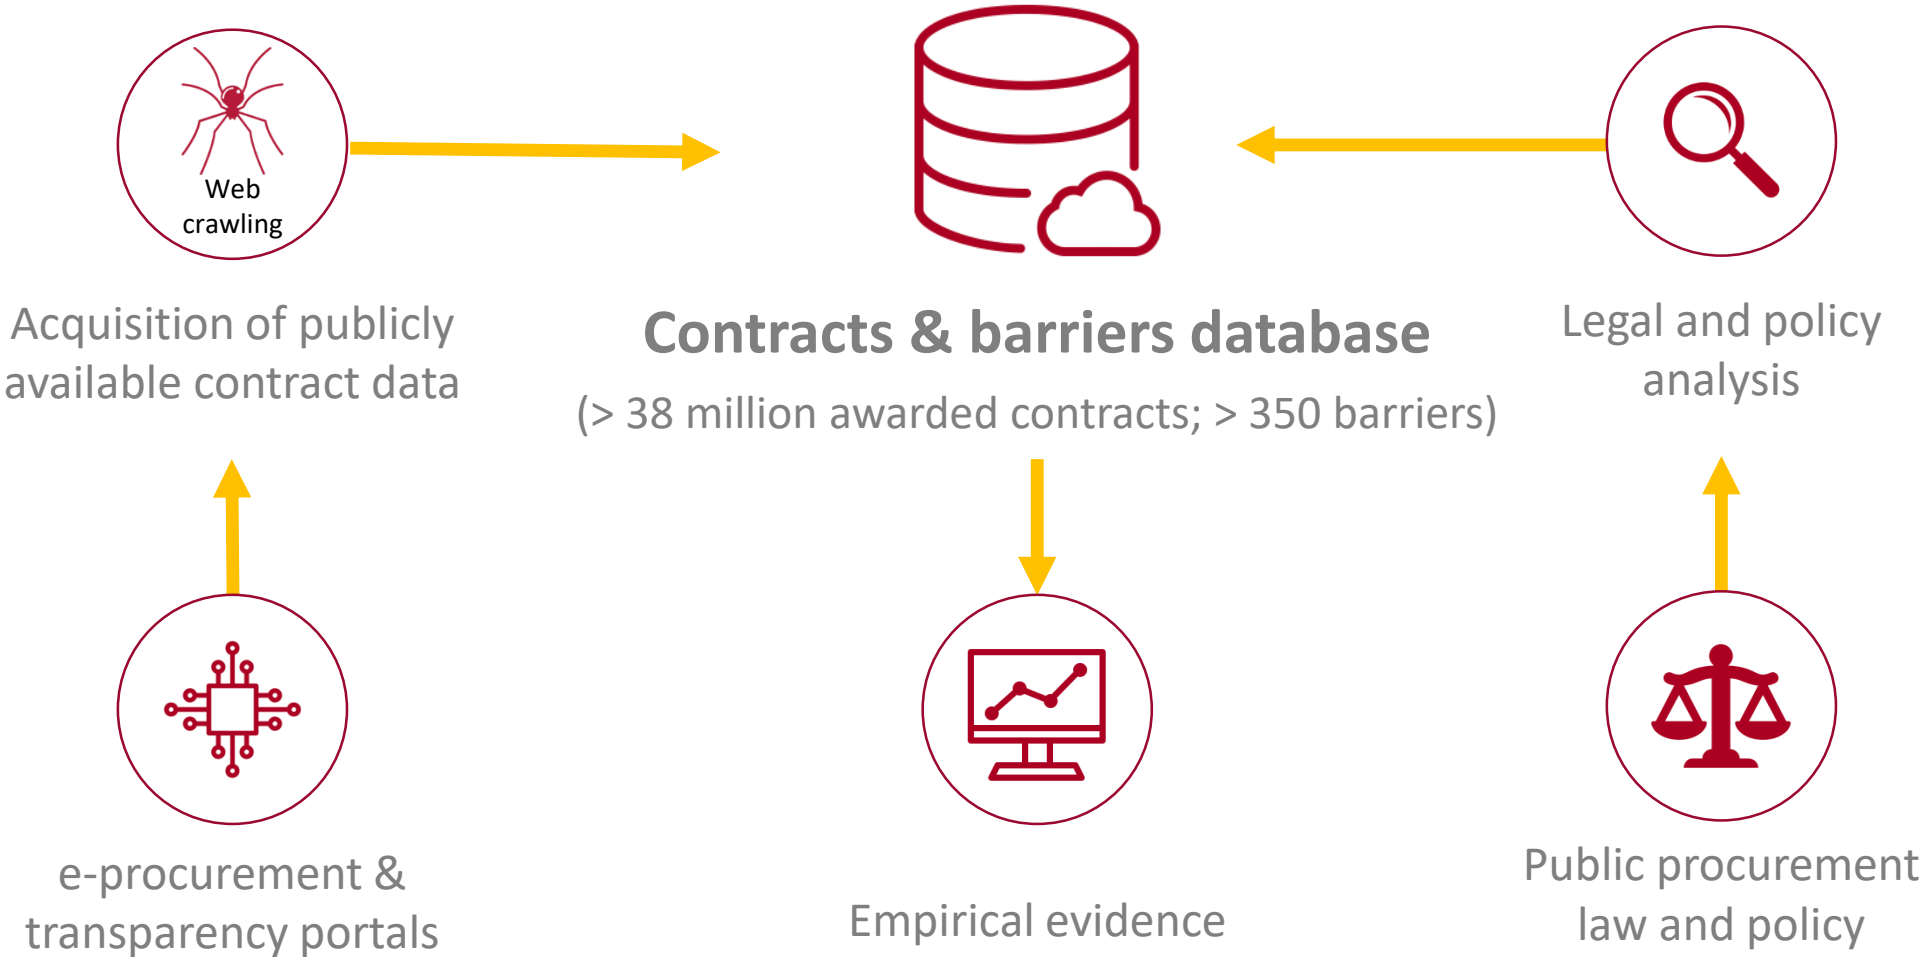 Web
crawling
Acquisition of publicly
available contract data
Contracts & barriers database
(> 38 million awarded contracts; > 350 barriers)
Legal and policy
analysis
e-procurement &
transparency portals
Empirical evidence
Public procurement
law and policy